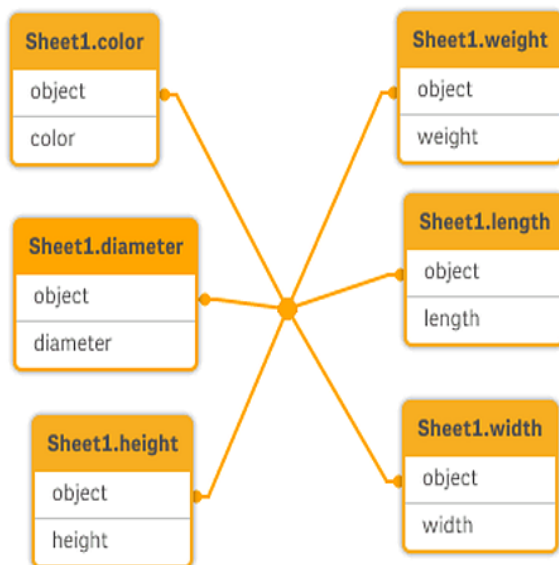 Sheet1.color
object
color
Sheet1.diameter
object
diameter
Sheet1.height
object
height
Sheet1.weight
object
weight
Sheet1.length
object
length
Sheet1.width
object
width